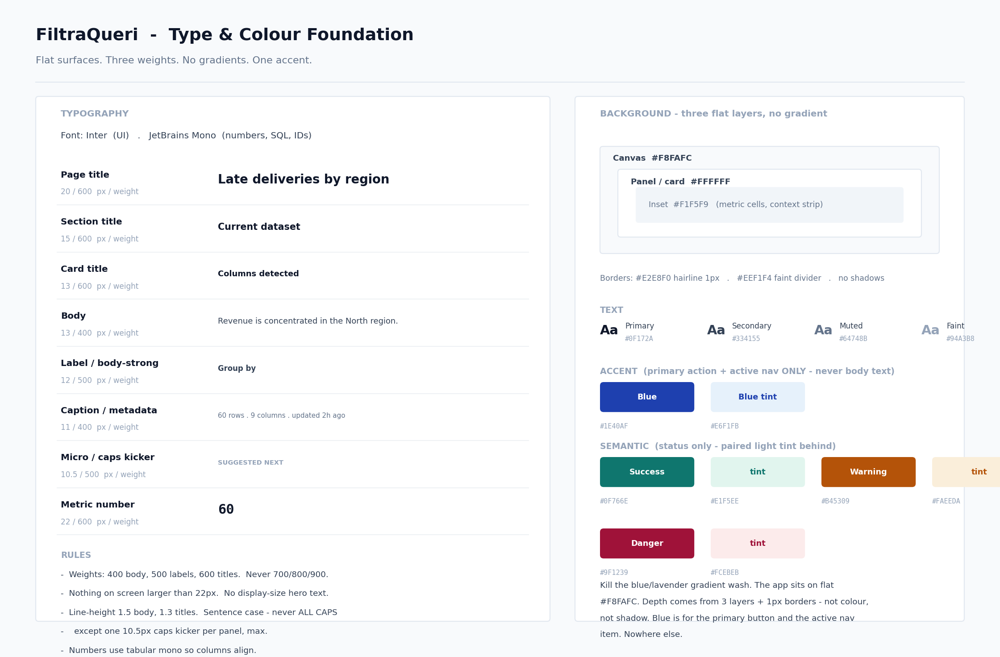 FiltraQueri - Type & Colour Foundation
Flat surfaces. Three weights. No gradients. One accent.
TYPOGRAPHY
Font: Inter (UI) . JetBrains Mono (numbers, SQL, IDs)
Page title
20 / 600 px / weight
Late deliveries by region
Section title
15 / 600 px / weight
Current dataset
Card title
13 / 600 px / weight
Columns detected
Body
13 / 400 px / weight
Revenue is concentrated in the North region.
Label / body-strong
12 / 500 px / weight
Group by
Caption / metadata
11 / 400 px / weight
60 rows . 9 columns . updated 2h ago
Micro / caps kicker
10.5 / 500 px / weight
SUGGESTED NEXT
Metric number
22 / 600 px / weight
60
RULES
- Weights: 400 body, 500 labels, 600 titles. Never 700/800/900.
- Nothing on screen larger than 22px. No display-size hero text.
- Line-height 1.5 body, 1.3 titles. Sentence case - never ALL CAPS
- except one 10.5px caps kicker per panel, max.
- Numbers use tabular mono so columns align.
BACKGROUND - three flat layers, no gradient
Canvas #F8FAFC
Panel / card #FFFFFF
Inset #F1F5F9 (metric cells, context strip)
Borders: #E2E8F0 hairline 1px . #EEF1F4 faint divider . no shadows
TEXT
Aa Primary #0F172A
Aa Secondary #334155
Aa Muted #64748B
Aa Faint #94A3B8
ACCENT (primary action + active nav ONLY - never body text)
Blue Blue tint
#1E40AF #E6F1FB
SEMANTIC (status only - paired light tint behind)
Success tint Warning tint
#0F766E #E1F5EE #B45309 #FAEEDA
Danger tint
#9F1239 #FCEBEB
Kill the blue/lavender gradient wash. The app sits on flat
#F8FAFC. Depth comes from 3 layers + 1px borders - not colour,
not shadow. Blue is for the primary button and the active nav
item. Nowhere else.